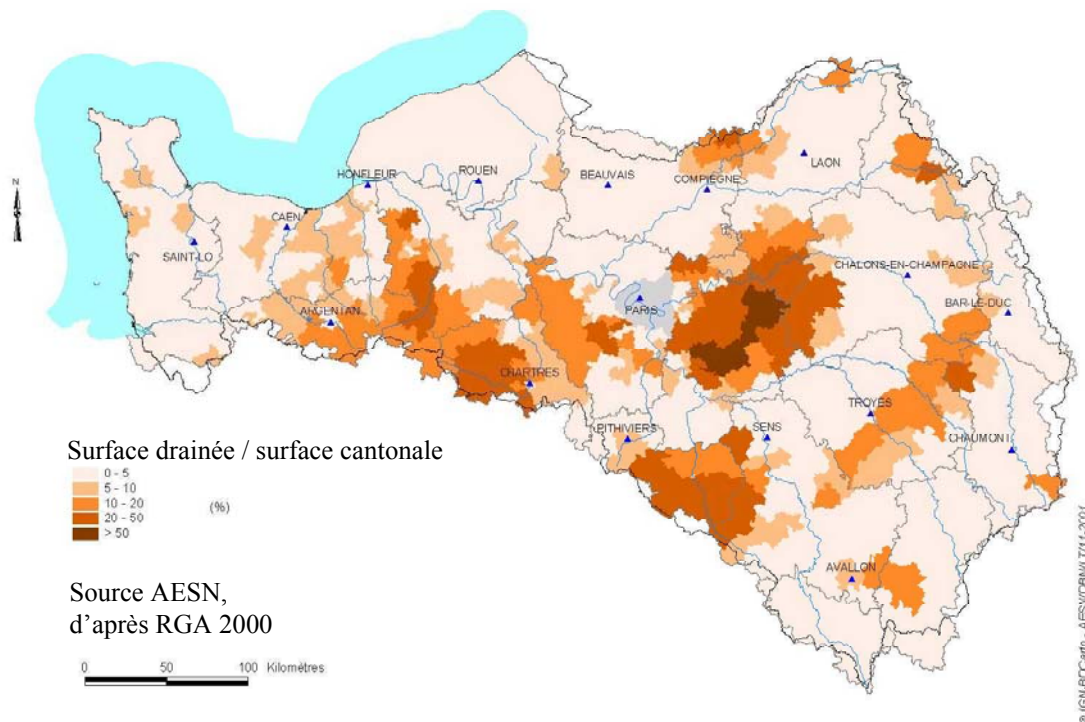 N
HONFLEUR
ROUEN
BEAUVAIS
COMPIEGNE
LAON
CAEN
SAINT-LO
CHALONS-EN-CHAMPAGNE
PARIS
BAR-LE-DUC
ARGENTAN
CHARTRES
TROYES
PITHIVIERS
SENS
CHAUMONT
AVALLON
Surface drainée / surface cantonale
0 - 5
5 - 10
10 - 20
20 - 50
> 50
(%)
Source AESN,
d'après RGA 2000
0 50 100 Kilomètres